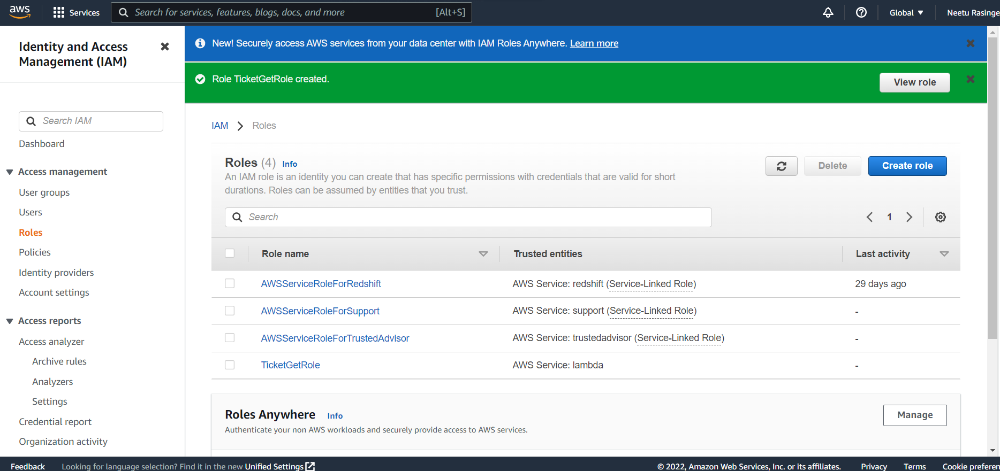 aws
Services
Search for services, features, blogs, docs, and more
[Alt+S]
Global
Neetu Rasinge
Identity and Access
Management (IAM)
Search IAM
Dashboard
Access management
User groups
Users
Roles
Policies
Identity providers
Account settings
Access reports
Access analyzer
Archive rules
Analyzers
Settings
Credential report
Organization activity
New! Securely access AWS services from your data center with IAM Roles Anywhere. Learn more
Role TicketGetRole created.
View role
IAM
Roles
Roles (4) Info
An IAM role is an identity you can create that has specific permissions with credentials that are valid for short
durations. Roles can be assumed by entities that you trust.
Delete
Create role
Search
1
Role name
Trusted entities
Last activity
AWSServiceRoleForRedshift
AWS Service: redshift (Service-Linked Role)
29 days ago
AWSServiceRoleForSupport
AWS Service: support (Service-Linked Role)
-
AWSServiceRoleForTrustedAdvisor
AWS Service: trustedadvisor (Service-Linked Role)
-
TicketGetRole
AWS Service: lambda
-
Roles Anywhere Info
Authenticate your non AWS workloads and securely provide access to AWS services.
Manage
Feedback
Looking for language selection? Find it in the new Unified Settings
© 2022, Amazon Web Services, Inc. or its affiliates.
Privacy
Terms
Cookie preferen